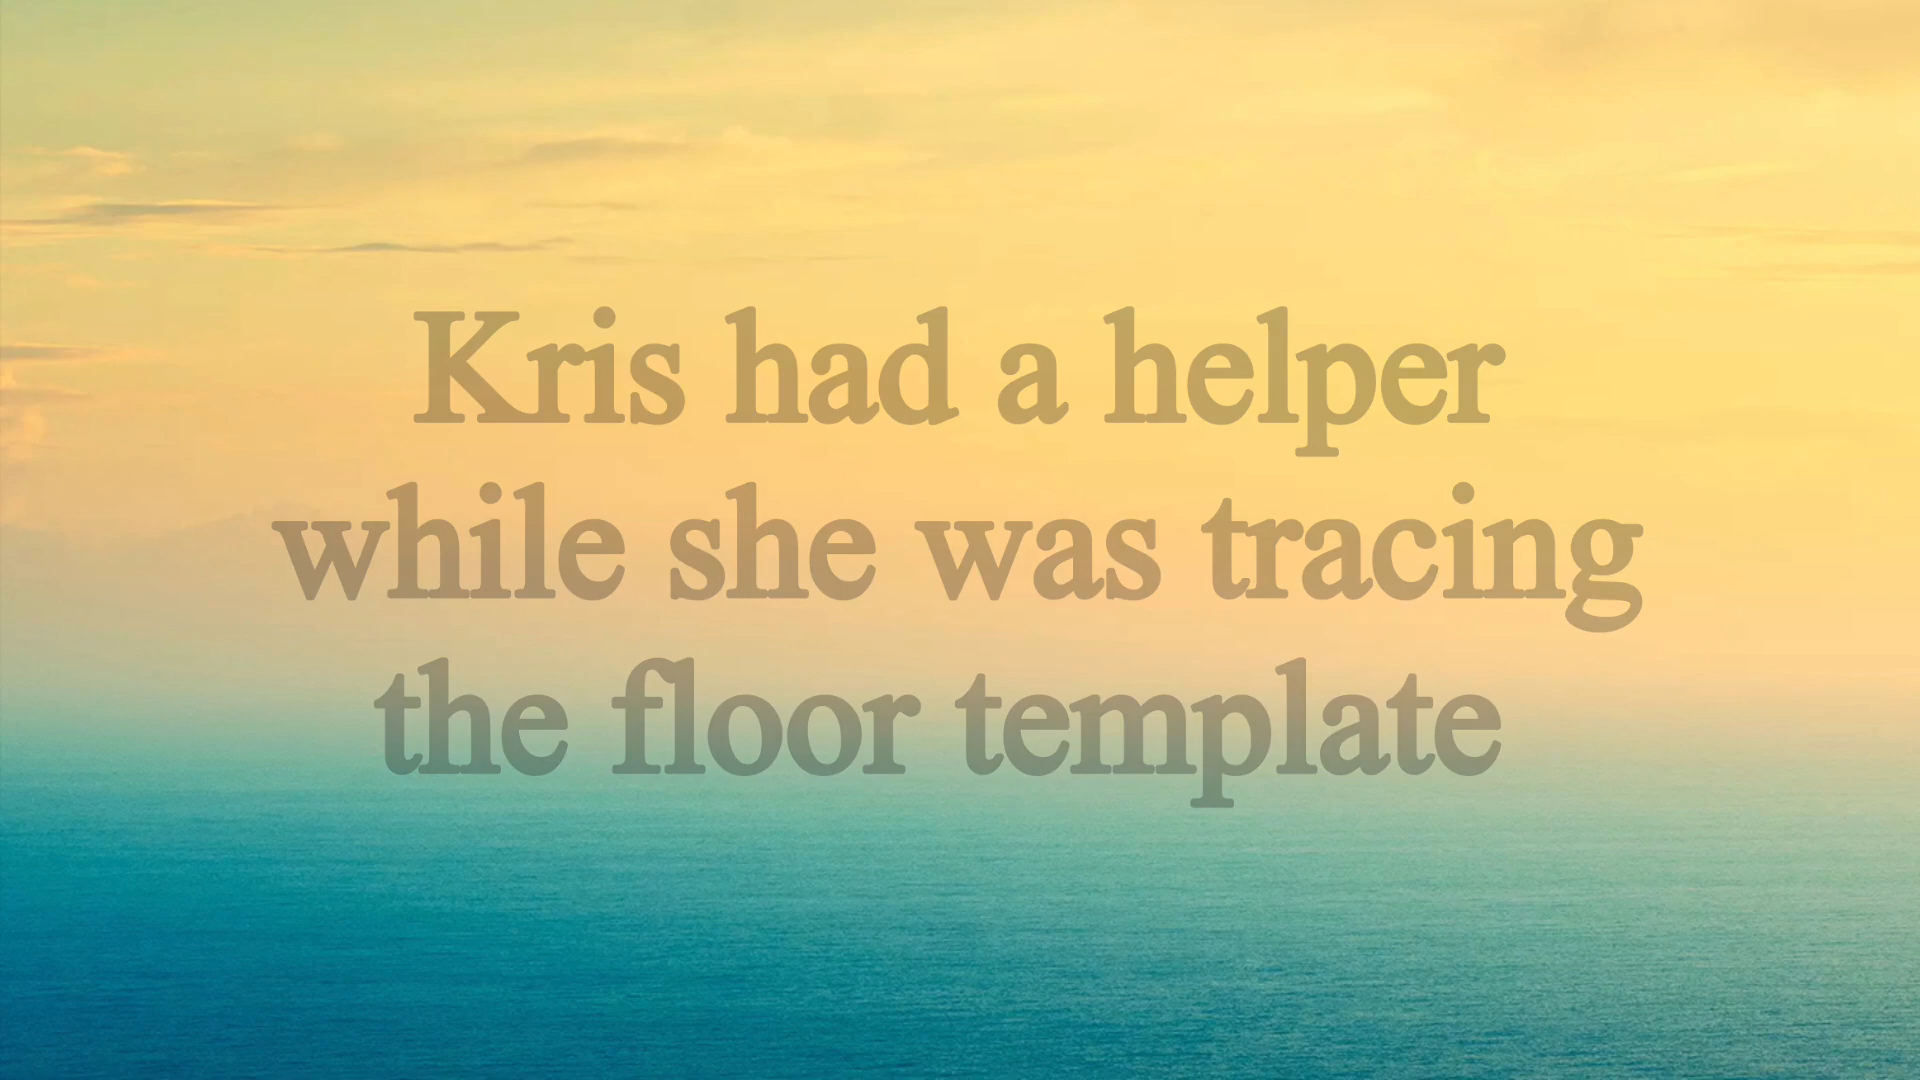 Kris had a helper
while she was tracing
the floor template